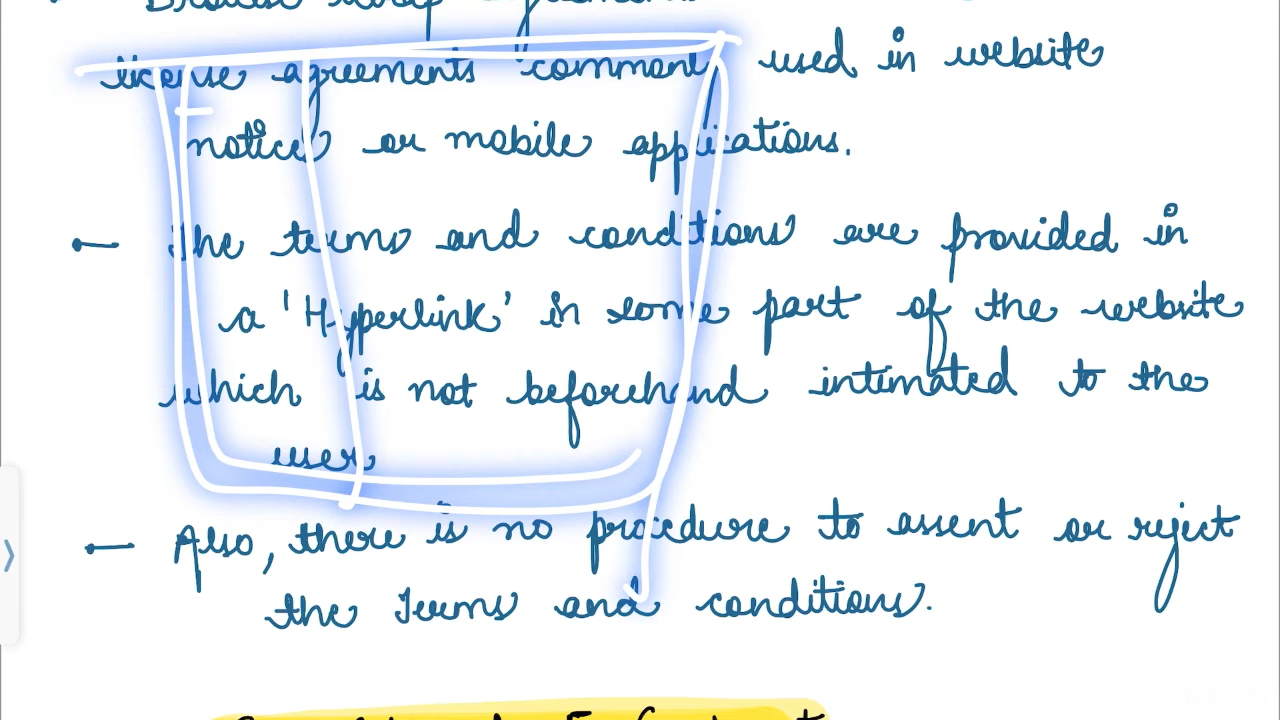 license agreements commonly used in website
notice or mobile applications.
The terms and conditions are provided in
a 'Hyperlink' in some part of the website
which is not beforehand intimated to the
user
Also, there is no procedure to assent or reject
the Terms and conditions.